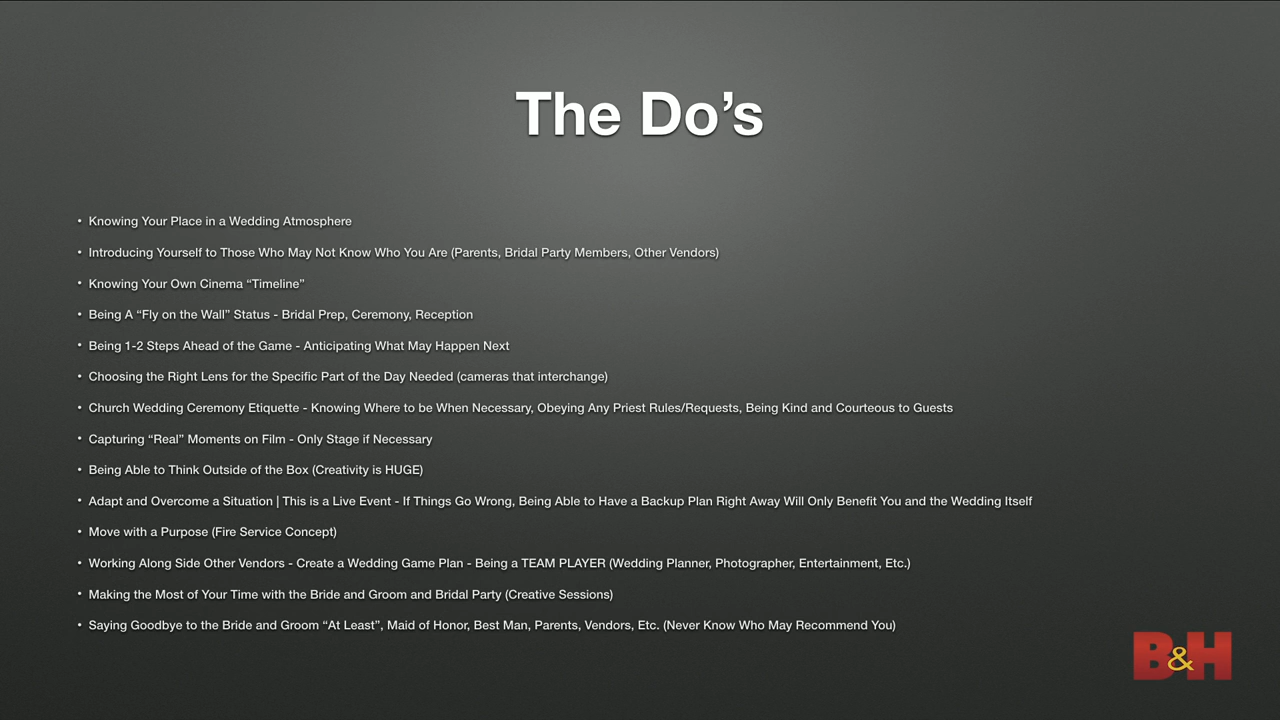 The Do’s
• Knowing Your Place in a Wedding Atmosphere
• Introducing Yourself to Those Who May Not Know Who You Are (Parents, Bridal Party Members, Other Vendors)
• Knowing Your Own Cinema “Timeline”
• Being A “Fly on the Wall” Status - Bridal Prep, Ceremony, Reception
• Being 1-2 Steps Ahead of the Game - Anticipating What May Happen Next
• Choosing the Right Lens for the Specific Part of the Day Needed (cameras that interchange)
• Church Wedding Ceremony Etiquette - Knowing Where to be When Necessary, Obeying Any Priest Rules/Requests, Being Kind and Courteous to Guests
• Capturing “Real” Moments on Film - Only Stage if Necessary
• Being Able to Think Outside of the Box (Creativity is HUGE)
• Adapt and Overcome a Situation | This is a Live Event - If Things Go Wrong, Being Able to Have a Backup Plan Right Away Will Only Benefit You and the Wedding Itself
• Move with a Purpose (Fire Service Concept)
• Working Along Side Other Vendors - Create a Wedding Game Plan - Being a TEAM PLAYER (Wedding Planner, Photographer, Entertainment, Etc.)
• Making the Most of Your Time with the Bride and Groom and Bridal Party (Creative Sessions)
• Saying Goodbye to the Bride and Groom “At Least”, Maid of Honor, Best Man, Parents, Vendors, Etc. (Never Know Who May Recommend You)
B&H